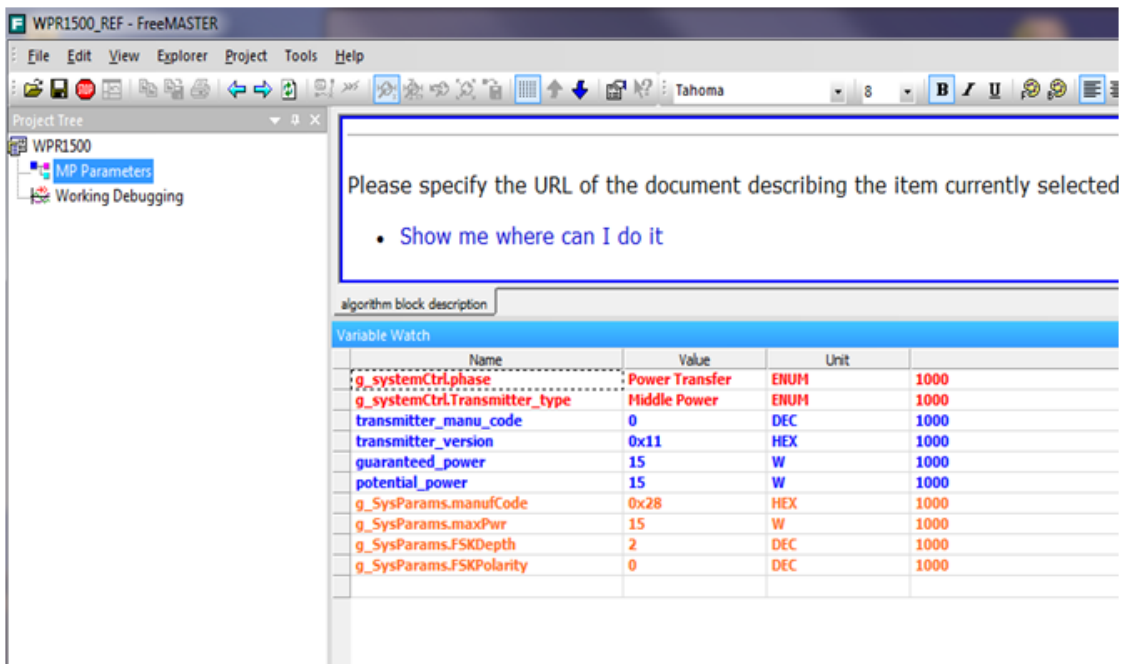 WPR1500_REF - FreeMASTER
File Edit View Explorer Project Tools Help
Tahoma 8 B I U
Project Tree
WPR1500
MP Parameters
Working Debugging
Please specify the URL of the document describing the item currently selected
• Show me where can I do it
algorithm block description
Variable Watch
Name Value Unit
g_systemCtrl.phase Power Transfer ENUM 1000
g_systemCtrl.Transmitter_type Middle Power ENUM 1000
transmitter_manu_code 0 DEC 1000
transmitter_version 0x11 HEX 1000
guaranteed_power 15 W 1000
potential_power 15 W 1000
g_SysParams.manufCode 0x28 HEX 1000
g_SysParams.maxPwr 15 W 1000
g_SysParams.FSKDepth 2 DEC 1000
g_SysParams.FSKPolarity 0 DEC 1000